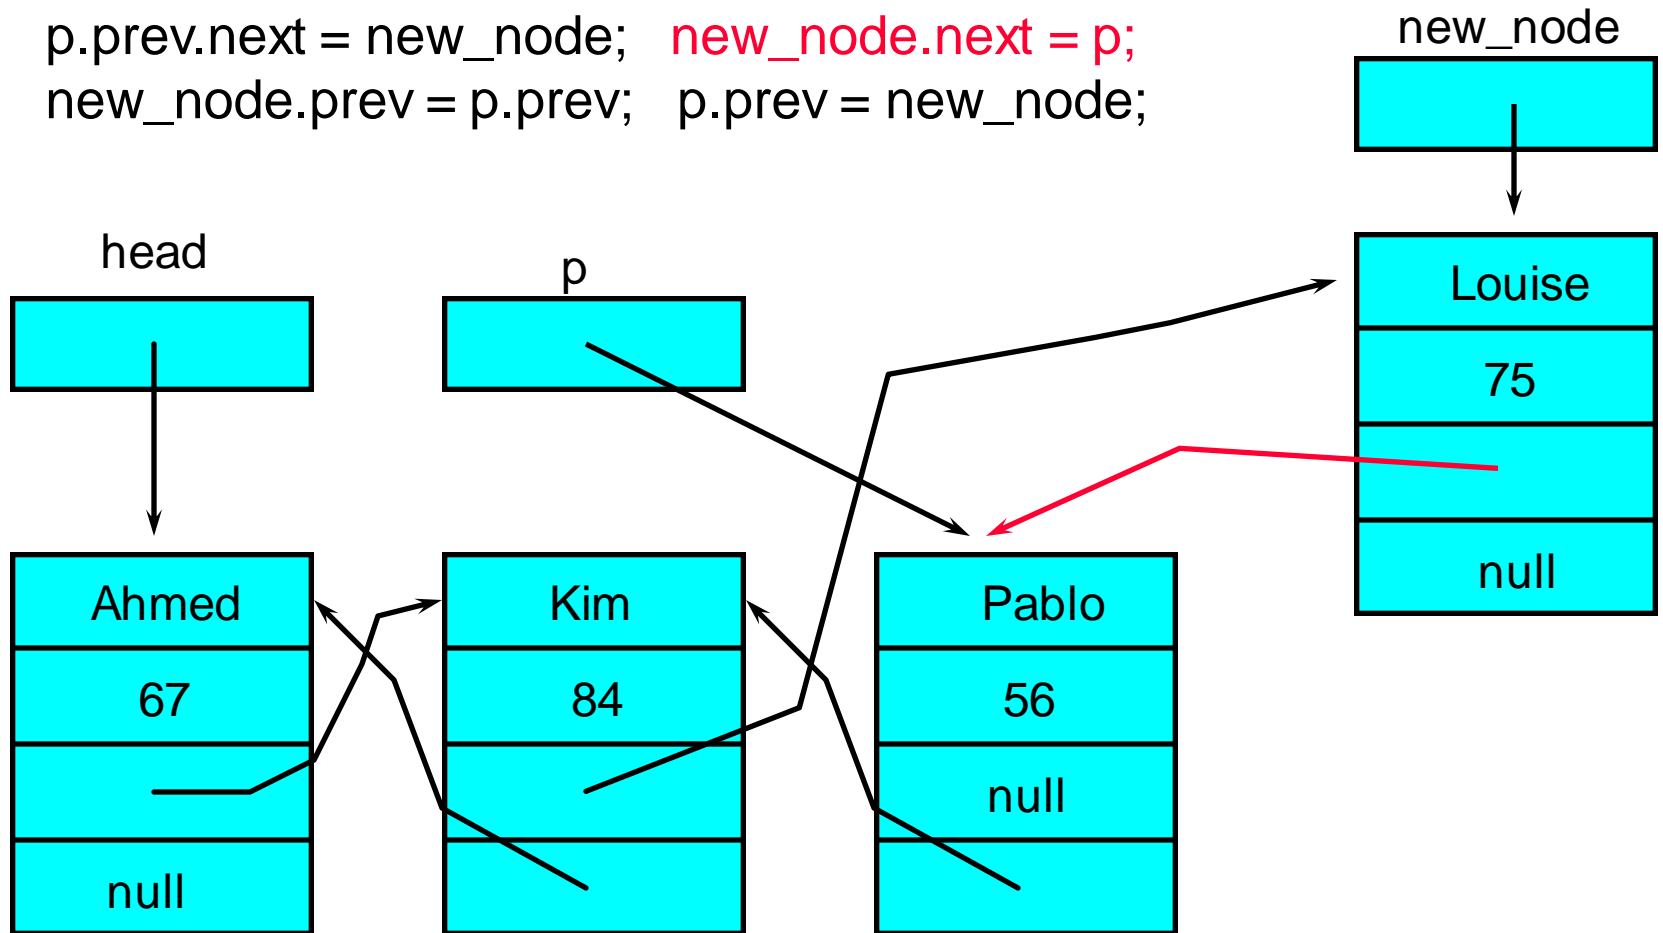 p.prev.next = new_node; new_node.next = p;
new_node.prev = p.prev; p.prev = new_node;
new_node
head
p
Louise
75
null
Ahmed
67
null
Kim
84
Pablo
56
null